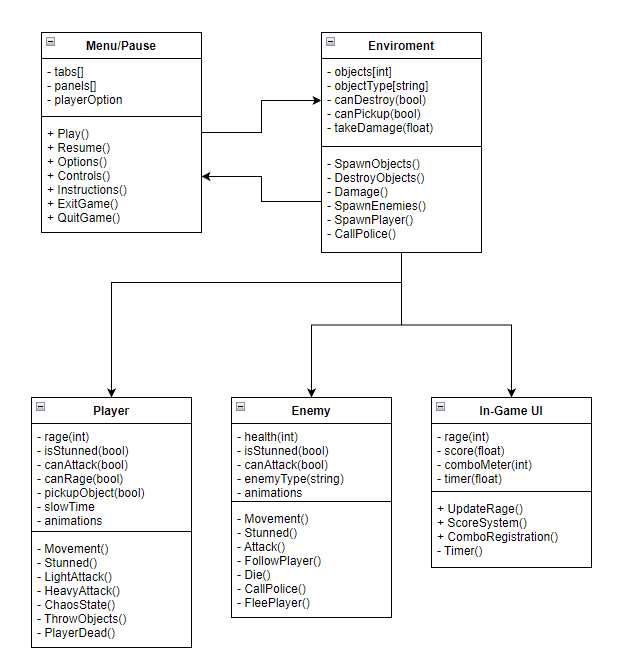 Menu/Pause
- tabs[]
- panels[]
- playerOption
+ Play()
+ Resume()
+ Options()
+ Controls()
+ Instructions()
+ ExitGame()
+ QuitGame()
Enviroment
- objects[int]
- objectType[string]
- canDestroy(bool)
- canPickup(bool)
- takeDamage(float)
- SpawnObjects()
- DestroyObjects()
- Damage()
- SpawnEnemies()
- SpawnPlayer()
- CallPolice()
Player
- rage(int)
- isStunned(bool)
- canAttack(bool)
- canRage(bool)
- pickupObject(bool)
- slowTime
- animations
- Movement()
- Stunned()
- LightAttack()
- HeavyAttack()
- ChaosState()
- ThrowObjects()
- PlayerDead()
Enemy
- health(int)
- isStunned(bool)
- canAttack(bool)
- enemyType(string)
- animations
- Movement()
- Stunned()
- Attack()
- FollowPlayer()
- Die()
- CallPolice()
- FleePlayer()
In-Game UI
- rage(int)
- score(float)
- comboMeter(int)
- timer(float)
+ UpdateRage()
+ ScoreSystem()
+ ComboRegistration()
- Timer()